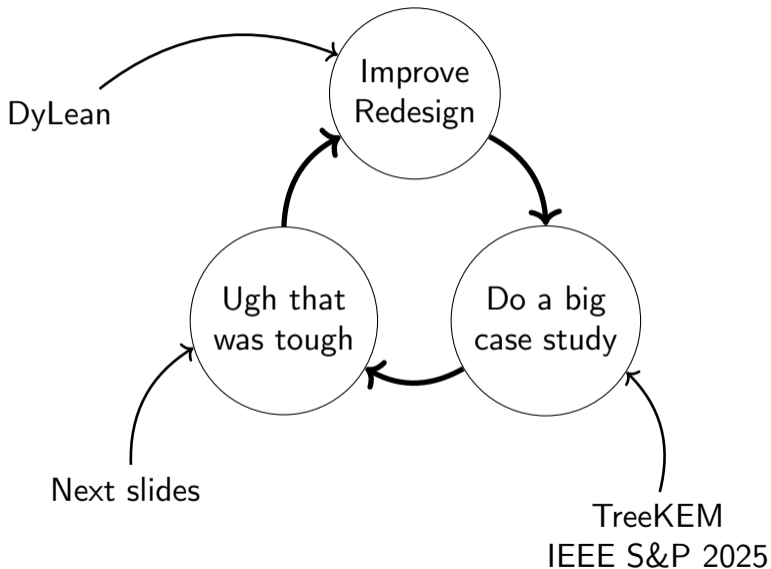 Improve
Redesign
DyLean
Ugh that
was tough
Do a big
case study
Next slides
TreeKEM
IEEE S&P 2025